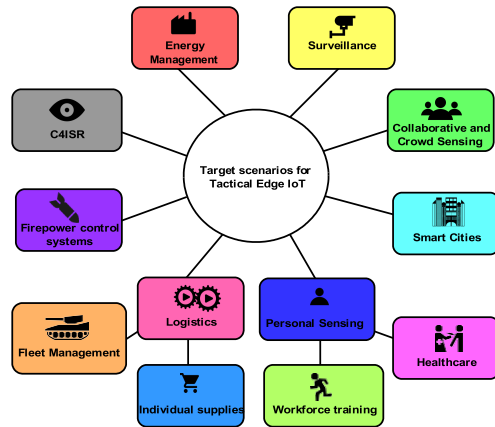 Energy
Management
Surveillance
C4ISR
Collaborative and
Crowd Sensing
Target scenarios for
Tactical Edge IoT
Firepower control
systems
Smart Cities
Logistics
Personal Sensing
Fleet Management
Healthcare
Individual supplies
Workforce training